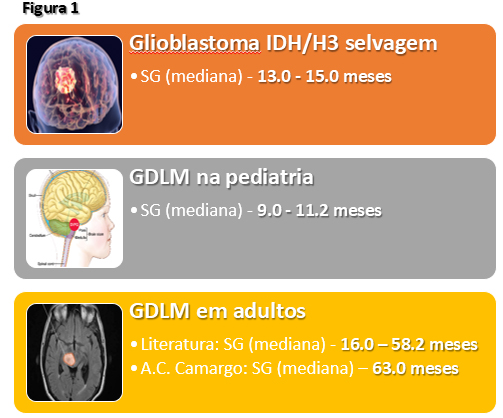 Figura 1
Glioblastoma IDH/H3 selvagem
•SG (mediana) - 13.0 - 15.0 meses
GDLM na pediatria
•SG (mediana) - 9.0 - 11.2 meses
GDLM em adultos
•Literatura: SG (mediana) - 16.0 – 58.2 meses
•A.C. Camargo: SG (mediana) – 63.0 meses